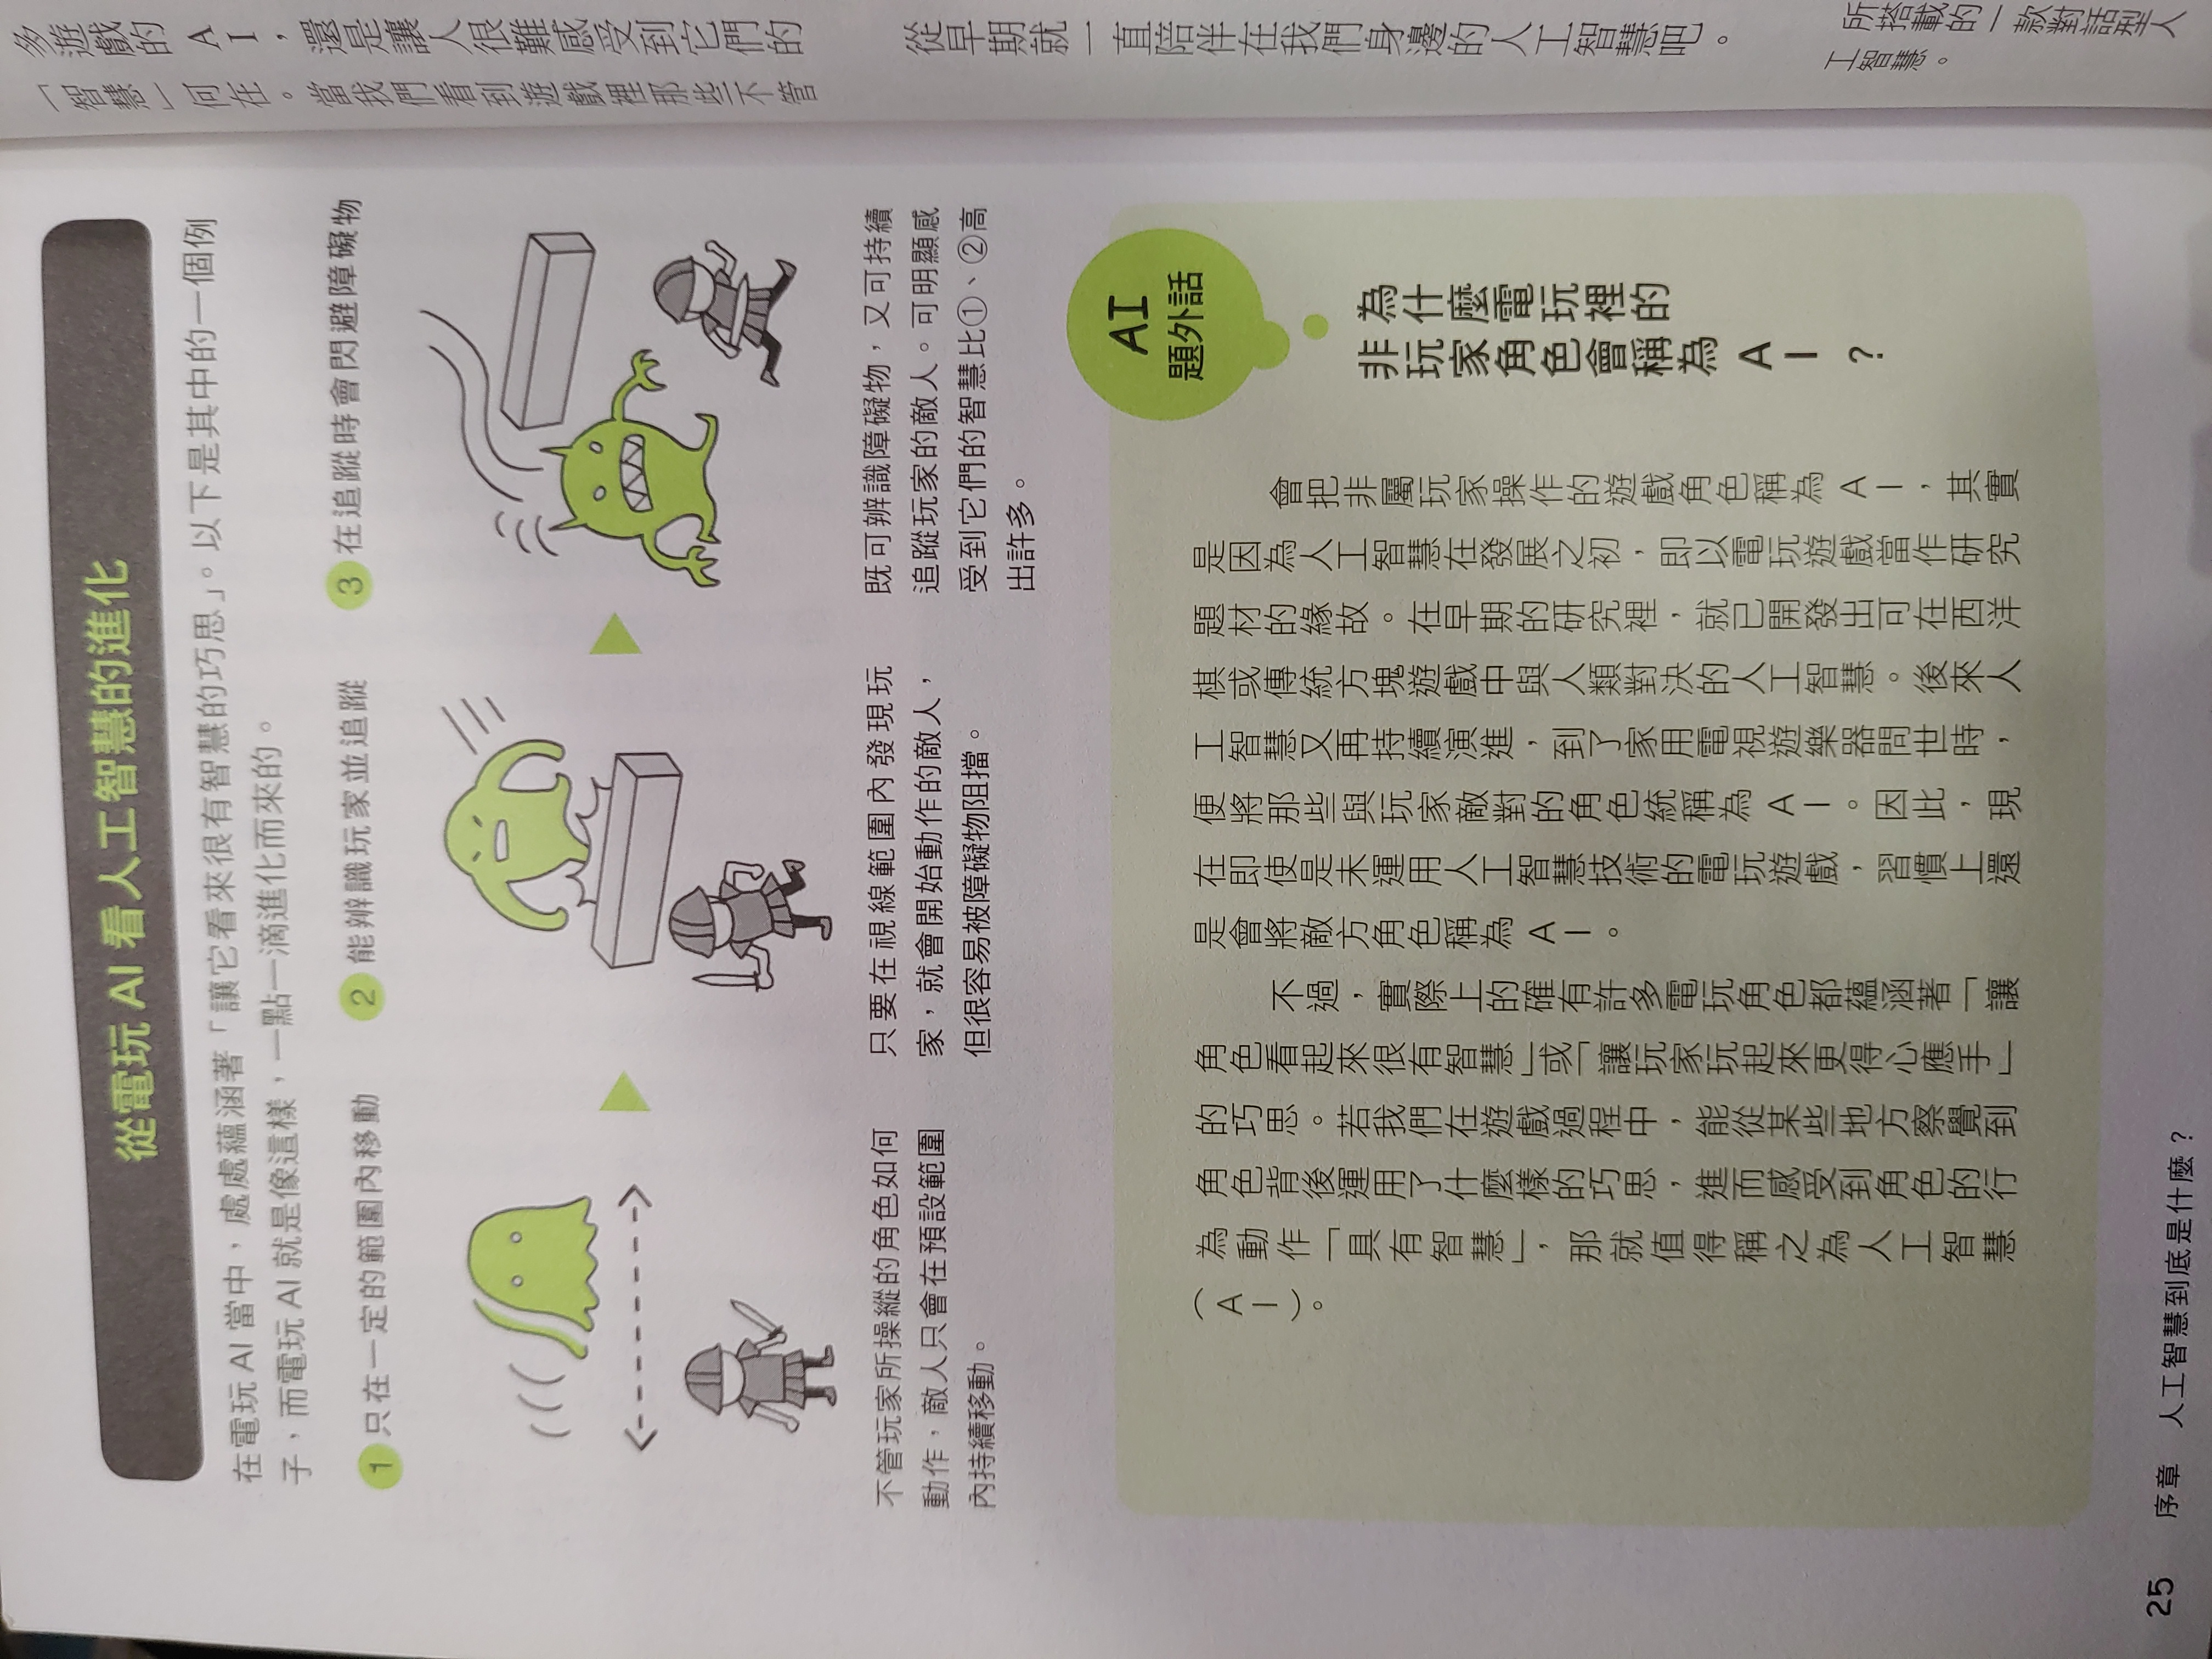 從電玩 AI 看人工智慧的進化
在電玩 AI 當中，處處蘊涵著「讓它看來很有智慧的巧思」。以下是其中的一個例
子，而電玩 AI 就是像這樣，一點一滴進化而來的。
1 只在一定的範圍內移動
2 能辨識玩家並追蹤
3 在追蹤時會閃避障礙物
不管玩家所操縱的角色如何
動作，敵人只會在預設範圍
內持續移動。
只要在視線範圍內發現玩
家，就會開始動作的敵人，
但很容易被障礙物阻擋。
既可辨識障礙物，又可持續
追蹤玩家的敵人。可明顯感
受到它們的智慧比①、②高
出許多。
AI
題外話
為什麼電玩裡的
非玩家角色會稱為 AI？
會把非屬玩家操作的遊戲角色稱為 AI，其實
是因為人工智慧在發展之初，即以電玩遊戲當作研究
題材的緣故。在早期的研究裡，就已開發出可在西洋
棋或傳統方塊遊戲中與人類對決的人工智慧。後來人
工智慧又再持續演進，到了家用電視遊樂器問世時，
便將那些與玩家敵對的角色統稱為 AI。因此，現
在即使是未運用人工智慧技術的電玩遊戲，習慣上還
是會將敵方角色稱為 AI。
不過，實際上的確有許多電玩角色都蘊涵著「讓
角色看起來很有智慧」或「讓玩家玩起來更得心應手」
的巧思。若我們在遊戲過程中，能從某些地方察覺到
角色背後運用了什麼樣的巧思，進而感受到角色的行
為動作「具有智慧」，那就值得稱之為人工智慧
（AI）。
25 序章 人工智慧到底是什麼？
多遊戲的 AI，還是讓人很難感受到它們的
「智慧」何在。當我們看到遊戲裡那些不管
從早期就一直陪伴在我們身邊的人工智慧吧。
所搭載的一款對話型人
工智慧。